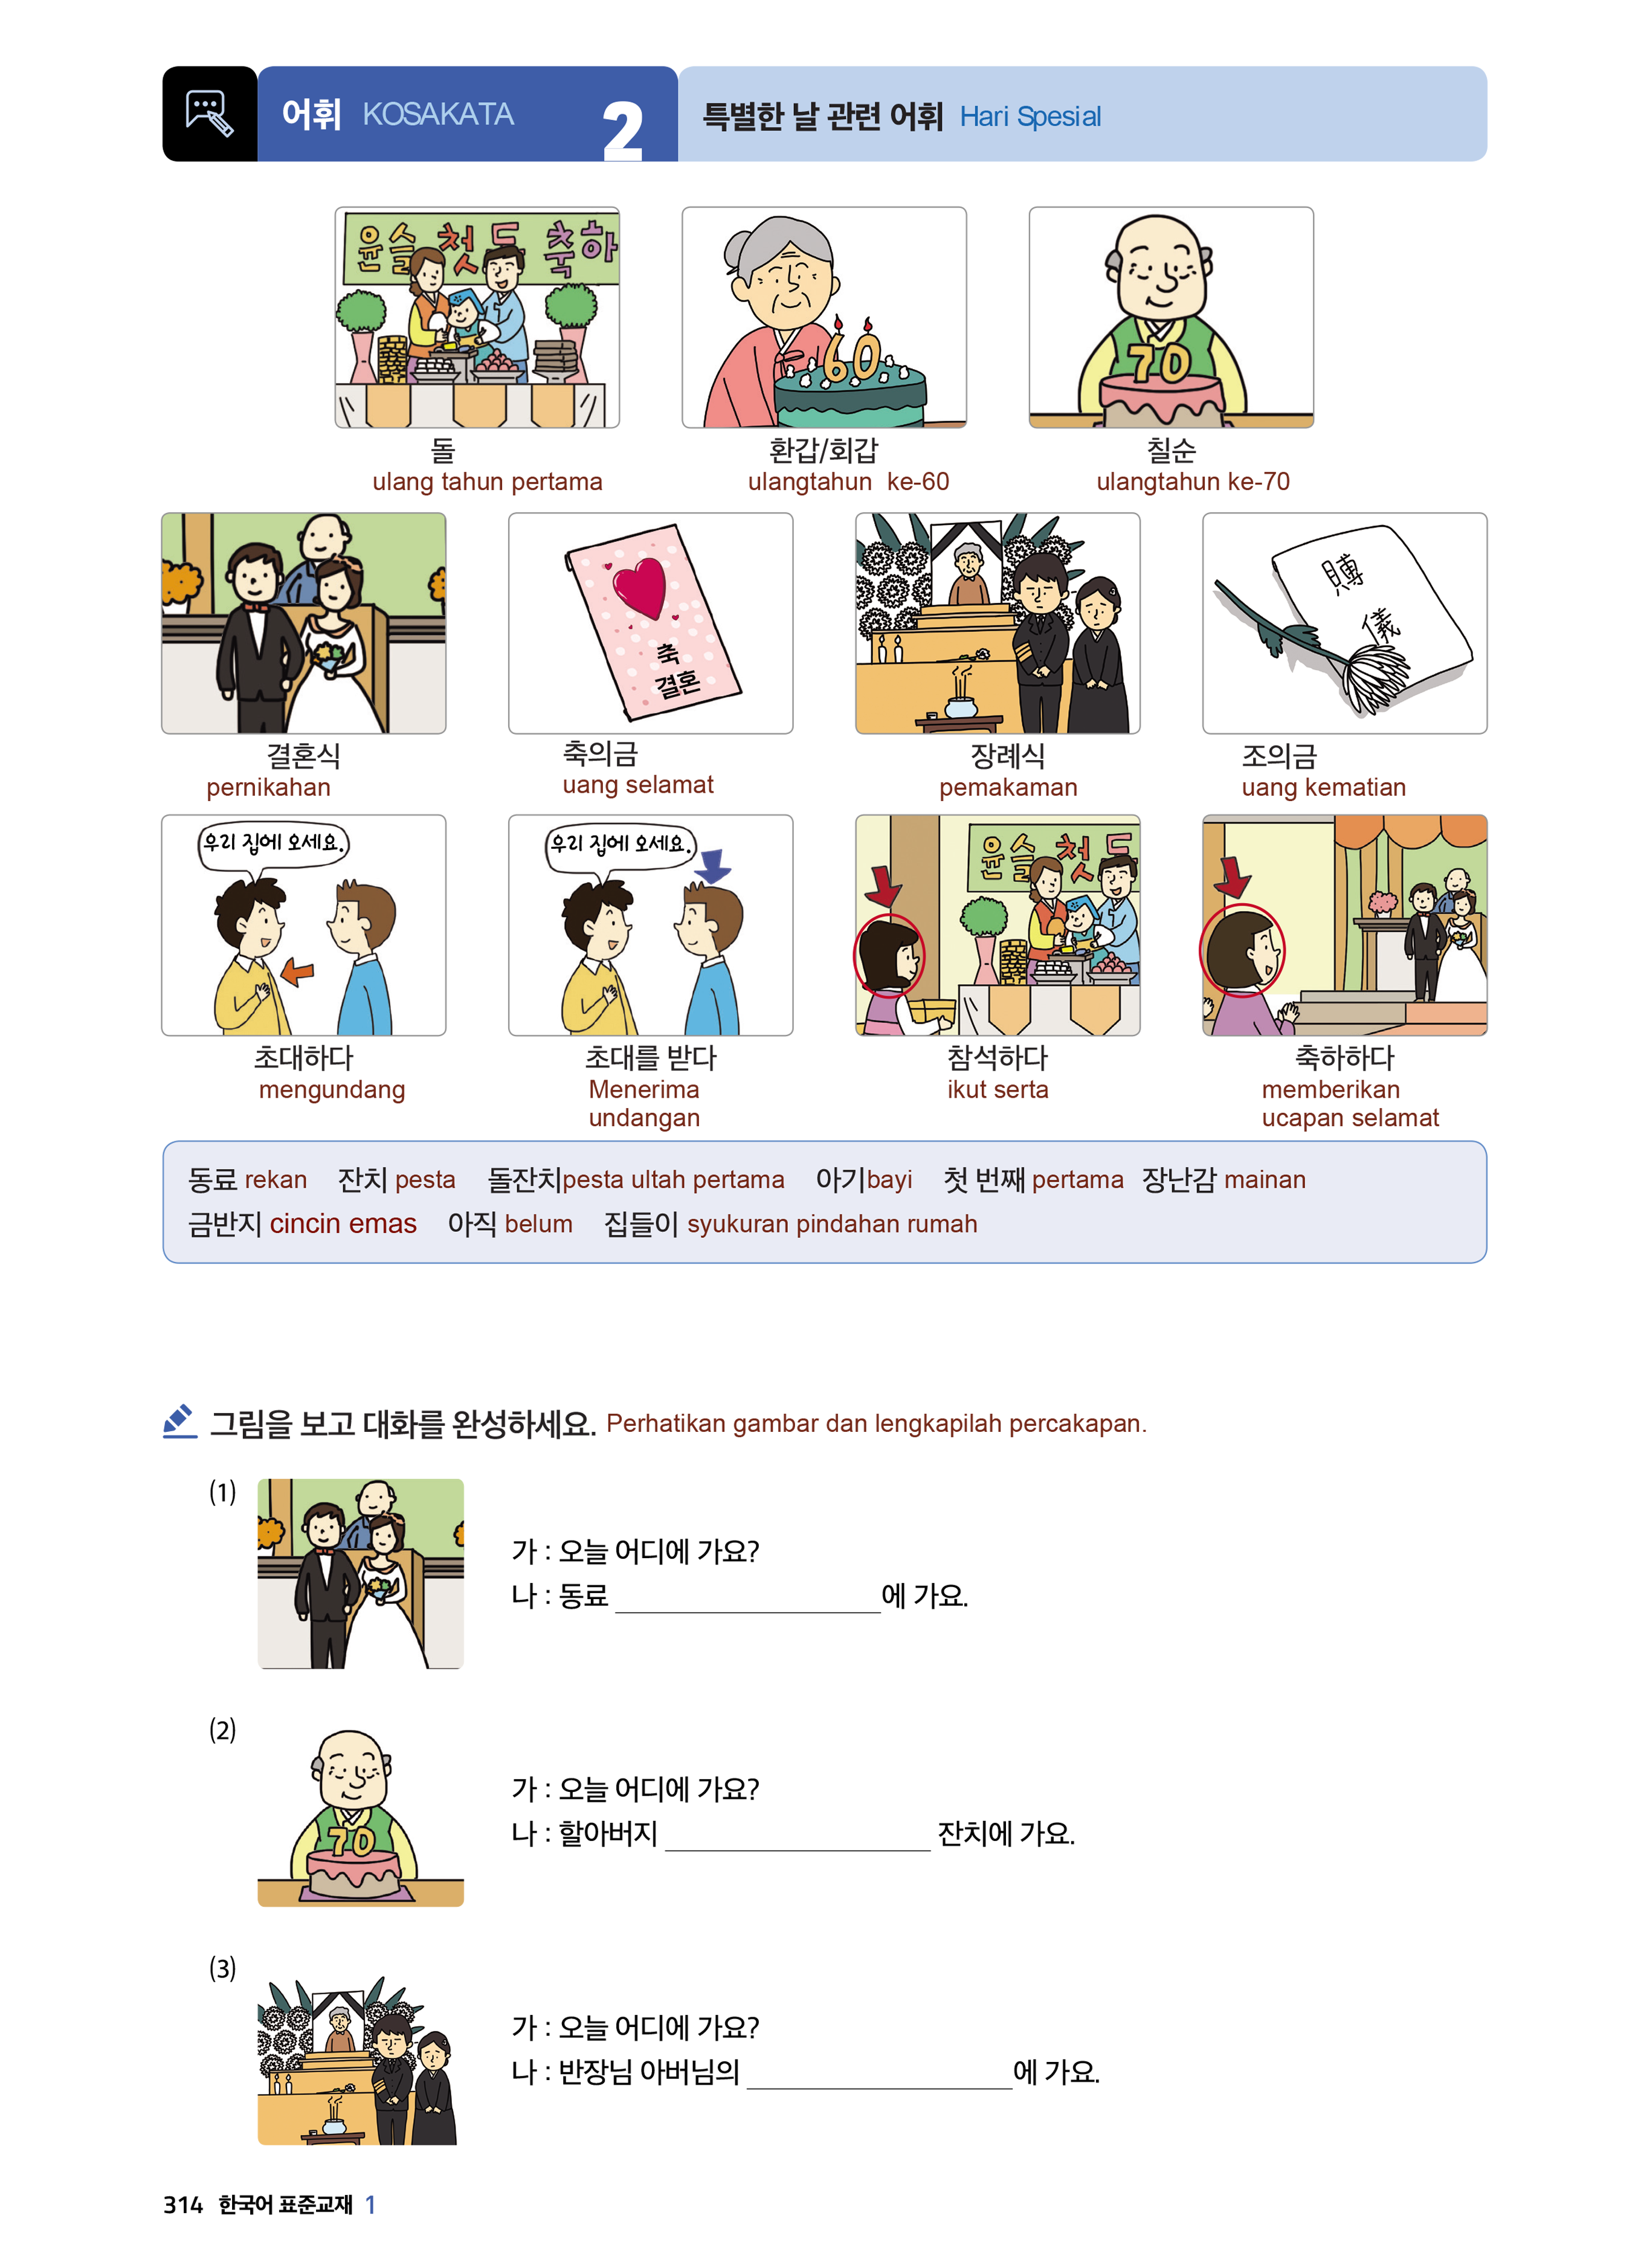 어휘 KOSAKATA 2 특별한 날 관련 어휘 Hari Spesial
윤슬 첫 돌 축하
60
70
돌 환갑/회갑 칠순
ulang tahun pertama ulangtahun ke-60 ulangtahun ke-70
축
결혼
賻
儀
결혼식 축의금 장례식 조의금
pernikahan uang selamat pemakaman uang kematian
우리 집에 오세요. 우리 집에 오세요. 윤슬 첫 돌
초대하다 초대를 받다 참석하다 축하하다
mengundang Menerima ikut serta memberikan
undangan ucapan selamat
동료 rekan 잔치 pesta 돌잔치pesta ultah pertama 아기bayi 첫 번째 pertama 장난감 mainan
금반지 cincin emas 아직 belum 집들이 syukuran pindahan rumah
그림을 보고 대화를 완성하세요. Perhatikan gambar dan lengkapilah percakapan.
(1)
가 : 오늘 어디에 가요?
나 : 동료 ____________________에 가요.
(2)
70
가 : 오늘 어디에 가요?
나 : 할아버지 ____________________ 잔치에 가요.
(3)
가 : 오늘 어디에 가요?
나 : 반장님 아버님의 ____________________에 가요.
314 한국어 표준교재 1